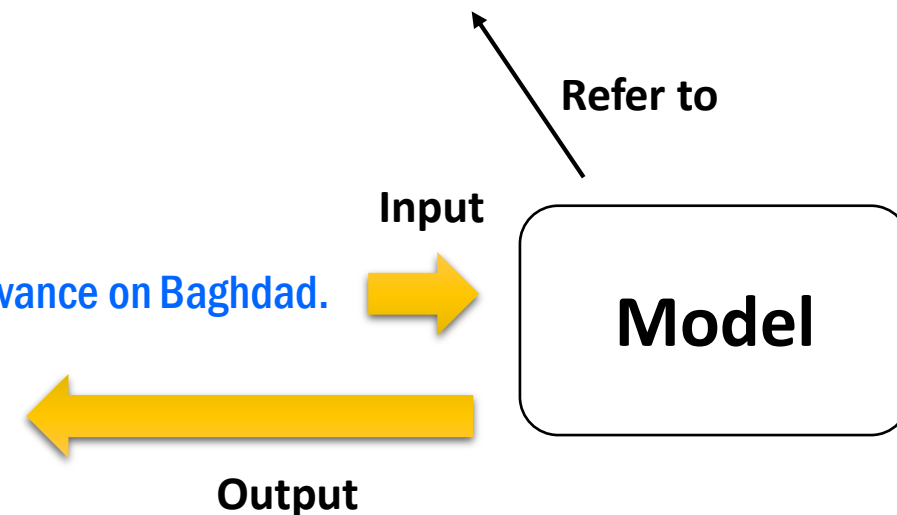 Refer to
Input
vance on Baghdad.
Model
Output